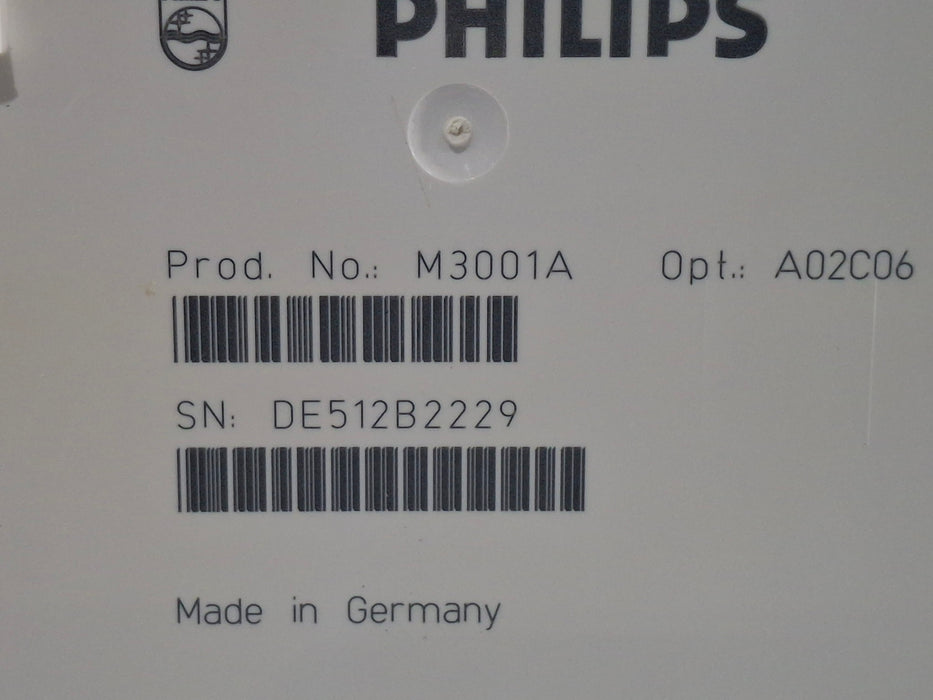 PHILIPS
Prod. No.: M3001A Opt.: A02C06
SN: DE512B2229
Made in Germany